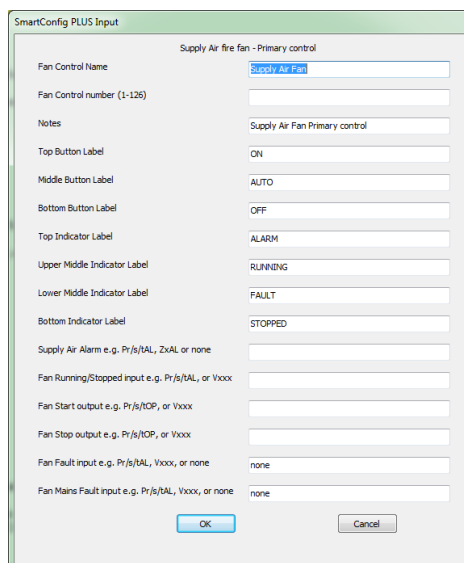 SmartConfig PLUS Input
Supply Air fire fan - Primary control
Fan Control Name Supply Air Fan
Fan Control number (1-126)
Notes Supply Air Fan Primary control
Top Button Label ON
Middle Button Label AUTO
Bottom Button Label OFF
Top Indicator Label ALARM
Upper Middle Indicator Label RUNNING
Lower Middle Indicator Label FAULT
Bottom Indicator Label STOPPED
Supply Air Alarm e.g. Pr/s/tAL, ZxAL or none
Fan Running/Stopped input e.g. Pr/s/tAL, or Vxxx
Fan Start output e.g. Pr/s/tOP, or Vxxx
Fan Stop output e.g. Pr/s/tOP, or Vxxx
Fan Fault input e.g. Pr/s/tAL, Vxxx, or none none
Fan Mains Fault input e.g. Pr/s/tAL, Vxxx, or none none
OK Cancel